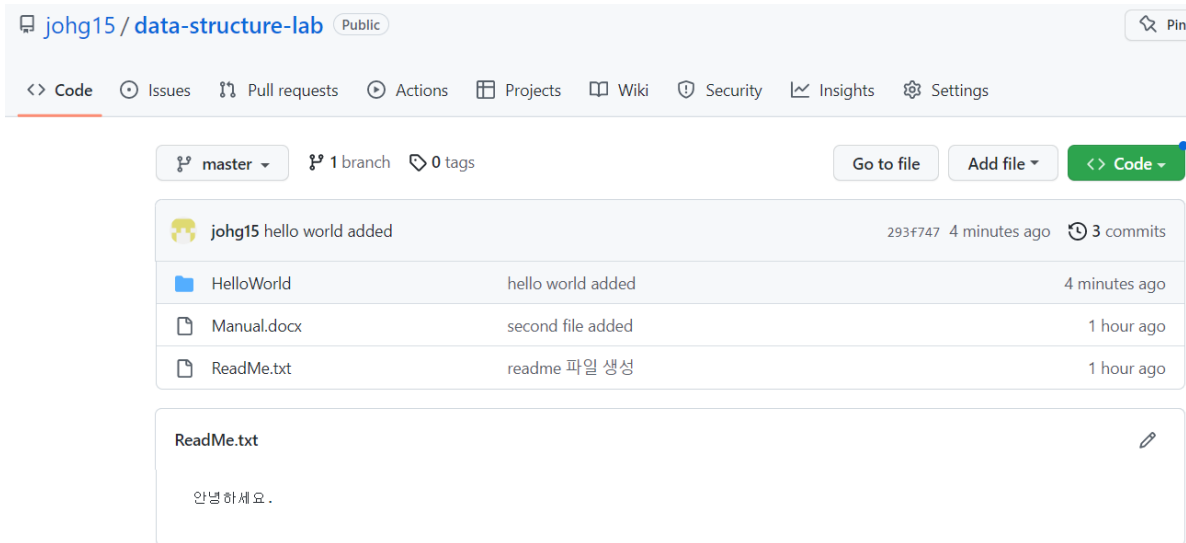 johg15 / data-structure-lab Public Pin
Code Issues Pull requests Actions Projects Wiki Security Insights Settings
master 1 branch 0 tags Go to file Add file Code
johg15 hello world added 293f747 4 minutes ago 3 commits
HelloWorld hello world added 4 minutes ago
Manual.docx second file added 1 hour ago
ReadMe.txt readme 파일 생성 1 hour ago
ReadMe.txt
안녕하세요.